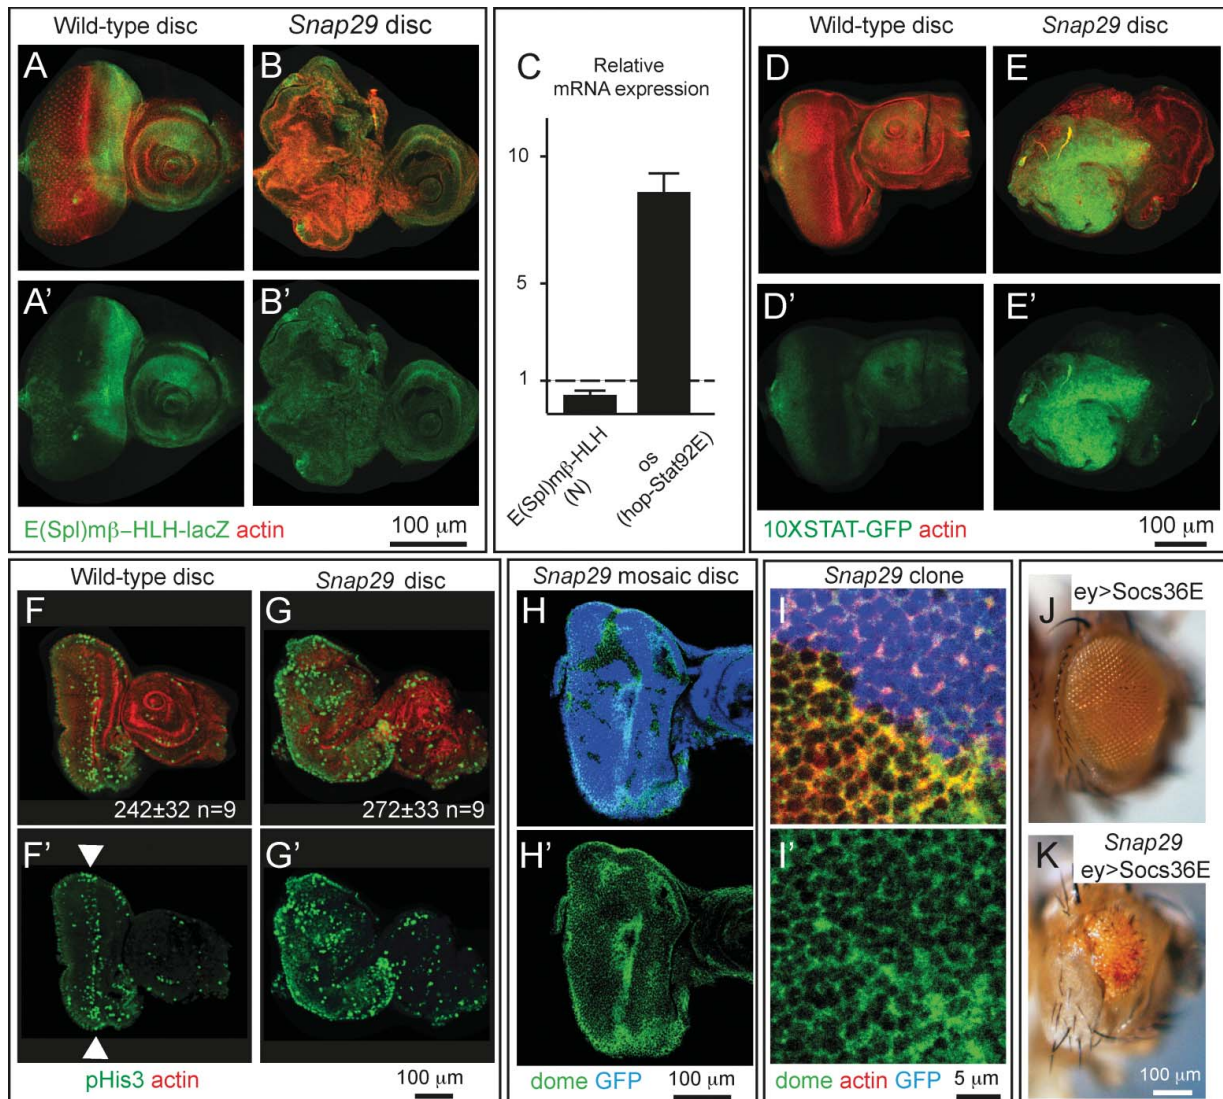 Wild-type disc
Snap29 disc
A
B
A'
B'
E(Spl)mβ–HLH-lacZ actin
100 μm
C
Relative
mRNA expression
10
5
1
E(Spl)mβ-HLH
(N)
os
(hop-Stat92E)
Wild-type disc
Snap29 disc
D
E
D'
E'
10XSTAT-GFP actin
100 μm
Wild-type disc
Snap29 disc
F
G
242±32 n=9
272±33 n=9
F'
G'
pHis3 actin
100 μm
Snap29 mosaic disc
H
H'
dome GFP
100 μm
Snap29 clone
I
I'
dome actin GFP
5 μm
J
ey>Socs36E
K
Snap29
ey>Socs36E
100 μm